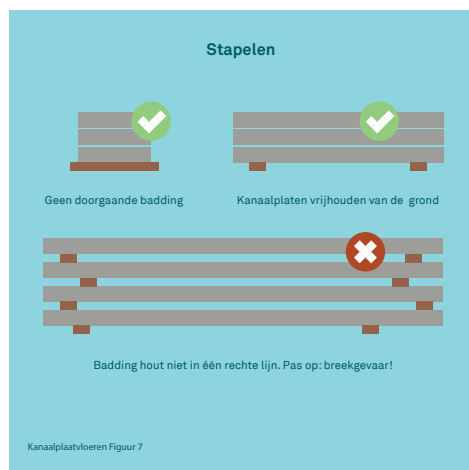 Stapelen
Geen doorgaande badding
Kanaalplaten vrijhouden van de grond
Badding hout niet in één rechte lijn. Pas op: breekgevaar!
Kanaalplaatvloeren Figuur 7